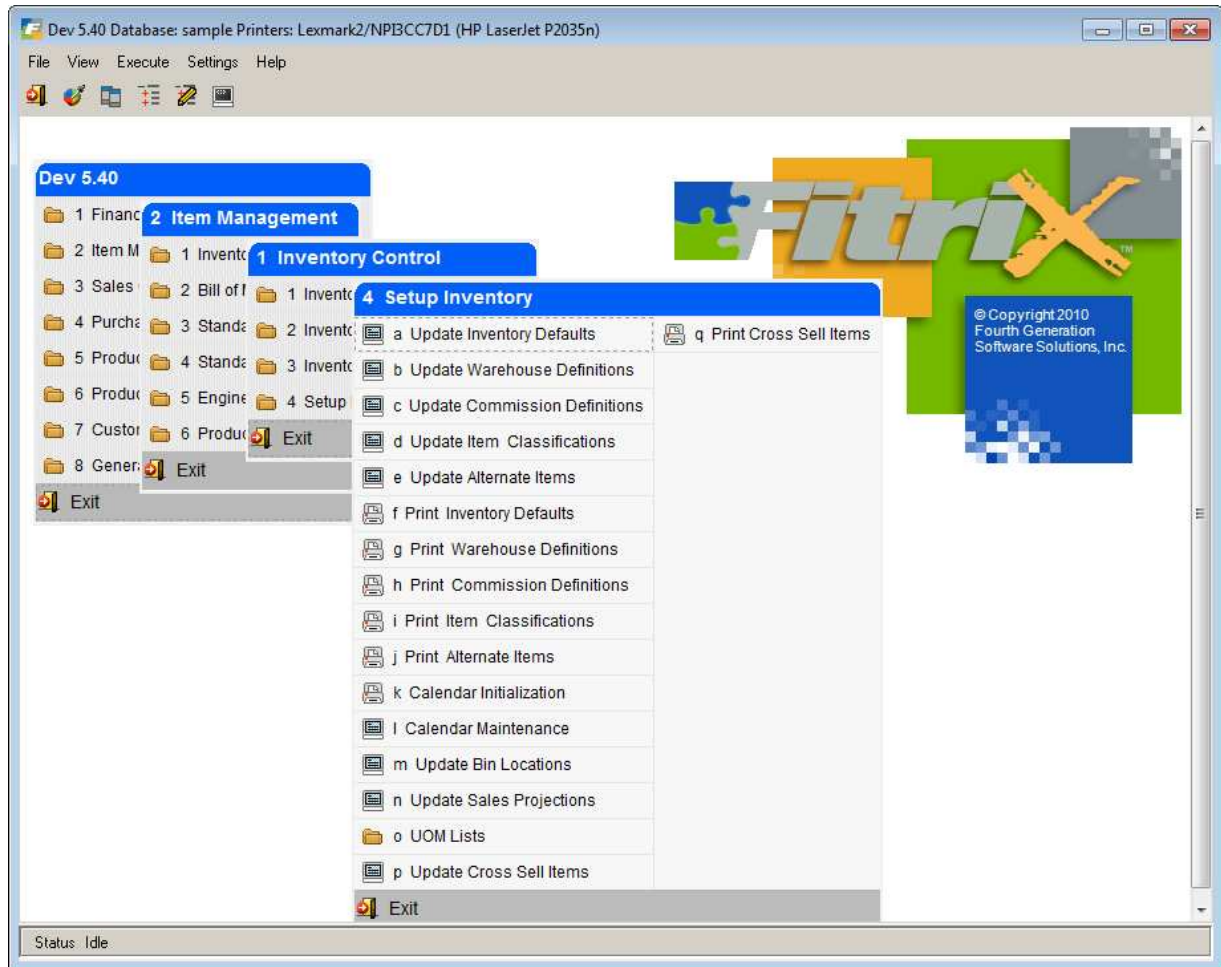 Dev 5.40 Database: sample Printers: Lexmark2/NPI3CC7D1 (HP LaserJet P2035n)
File View Execute Settings Help
Dev 5.40
1 Financ
2 Item M
3 Sales
4 Purcha
5 Produc
6 Produc
7 Custor
8 Genera
Exit
2 Item Management
1 Invento
2 Bill of M
3 Standa
4 Standa
5 Engine
6 Produc
Exit
1 Inventory Control
1 Invento
2 Invento
3 Invento
4 Setup
Exit
4 Setup Inventory
a Update Inventory Defaults
b Update Warehouse Definitions
c Update Commission Definitions
d Update Item Classifications
e Update Alternate Items
f Print Inventory Defaults
g Print Warehouse Definitions
h Print Commission Definitions
i Print Item Classifications
j Print Alternate Items
k Calendar Initialization
l Calendar Maintenance
m Update Bin Locations
n Update Sales Projections
o UOM Lists
p Update Cross Sell Items
q Print Cross Sell Items
Exit
FitriX
TM
© Copyright 2010
Fourth Generation
Software Solutions, Inc.
Status Idle